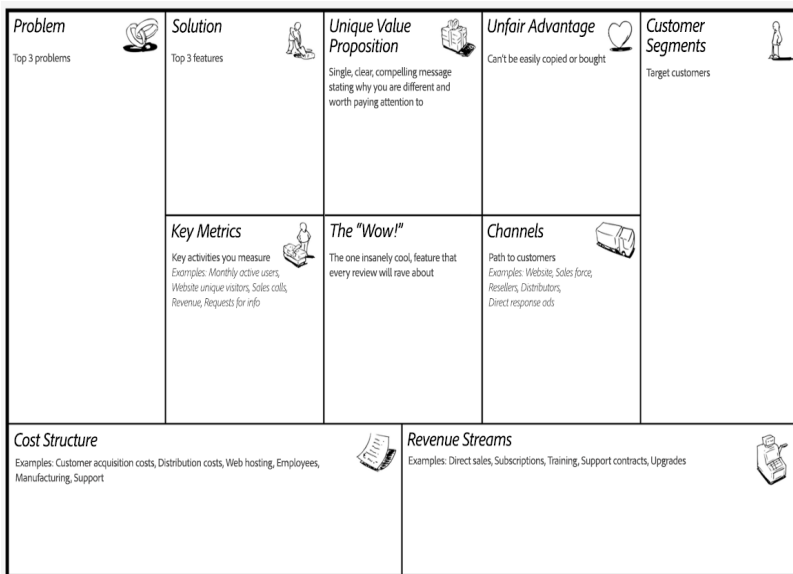 Problem
Top 3 problems
Solution
Top 3 features
Unique Value
Proposition
Single, clear, compelling message
stating why you are different and
worth paying attention to
Unfair Advantage
Can't be easily copied or bought
Customer
Segments
Target customers
Key Metrics
Key activities you measure
Examples: Monthly active users,
Website unique visitors, Sales calls,
Revenue, Requests for info
The "Wow!"
The one insanely cool, feature that
every review will rave about
Channels
Path to customers
Examples: Website, Sales force,
Resellers, Distributors,
Direct response ads
Cost Structure
Examples: Customer acquisition costs, Distribution costs, Web hosting, Employees,
Manufacturing, Support
Revenue Streams
Examples: Direct sales, Subscriptions, Training, Support contracts, Upgrades